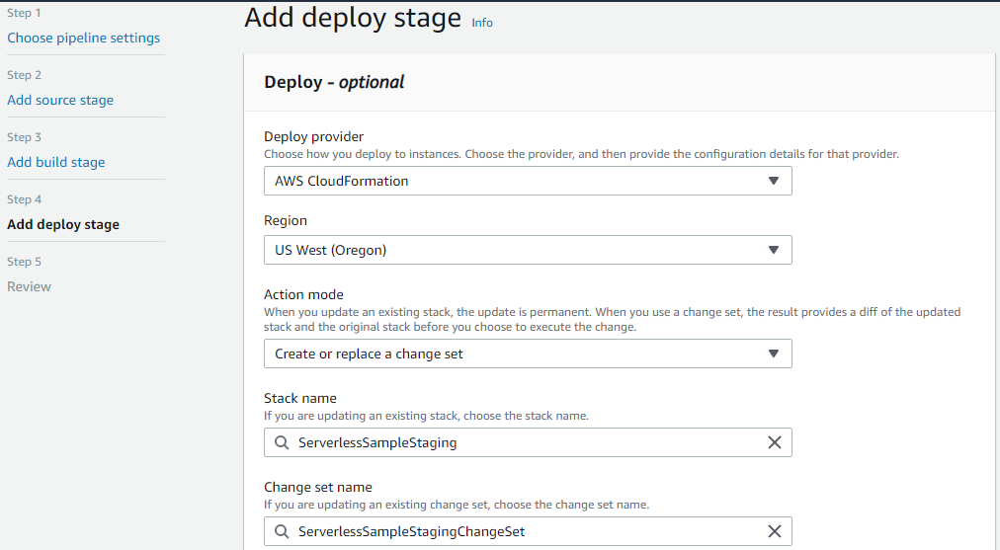 Step 1
Choose pipeline settings
Step 2
Add source stage
Step 3
Add build stage
Step 4
Add deploy stage
Step 5
Review
Add deploy stage Info
Deploy - optional
Deploy provider
Choose how you deploy to instances. Choose the provider, and then provide the configuration details for that provider.
AWS CloudFormation
Region
US West (Oregon)
Action mode
When you update an existing stack, the update is permanent. When you use a change set, the result provides a diff of the updated
stack and the original stack before you choose to execute the change.
Create or replace a change set
Stack name
If you are updating an existing stack, choose the stack name.
ServerlessSampleStaging
Change set name
If you are updating an existing change set, choose the change set name.
ServerlessSampleStagingChangeSet